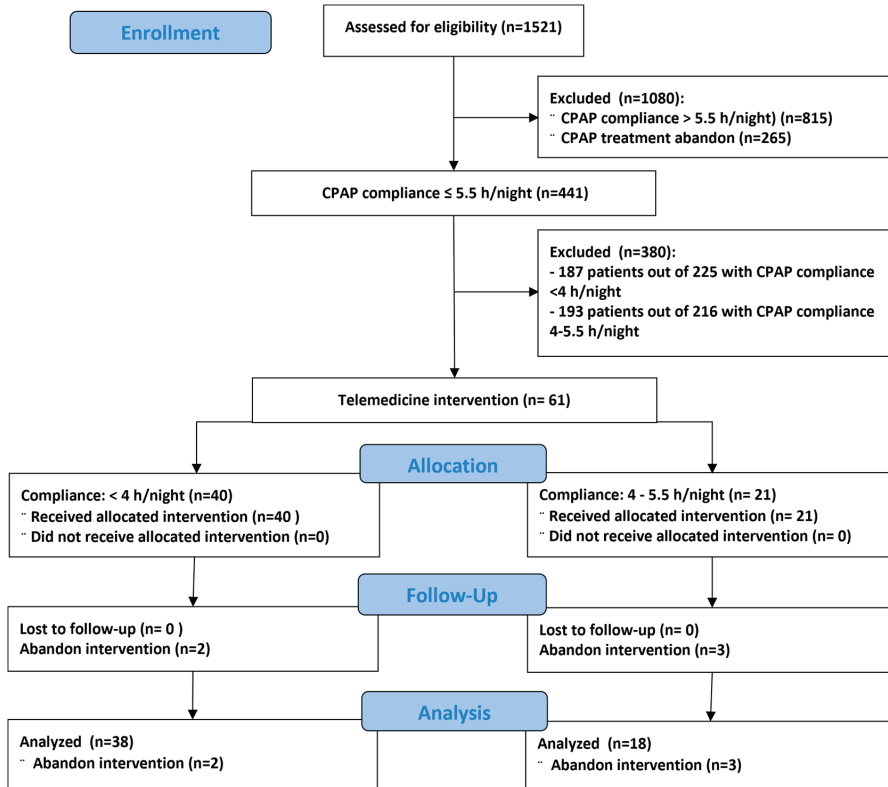 Enrollment
Assessed for eligibility (n=1521)
Excluded  (n=1080):
¨  CPAP compliance > 5.5 h/night) (n=815)
¨  CPAP treatment abandon (n=265)
CPAP compliance ≤ 5.5 h/night (n=441)
Excluded  (n=380):
- 187 patients out of 225 with CPAP compliance
<4 h/night
- 193 patients out of 216 with CPAP compliance
4-5.5 h/night
Telemedicine intervention (n= 61)
Allocation
Compliance: < 4 h/night (n=40)
¨ Received allocated intervention (n=40 )
¨ Did not receive allocated intervention (n=0)
Compliance: 4 - 5.5 h/night (n= 21)
¨ Received allocated intervention (n= 21)
¨ Did not receive allocated intervention (n= 0)
Follow-Up
Lost to follow-up (n= 0 )
Abandon intervention (n=2)
Lost to follow-up (n= 0)
Abandon intervention (n=3)
Analysis
Analyzed  (n=38)
¨  Abandon intervention (n=2)
Analyzed  (n=18)
¨  Abandon intervention (n=3)